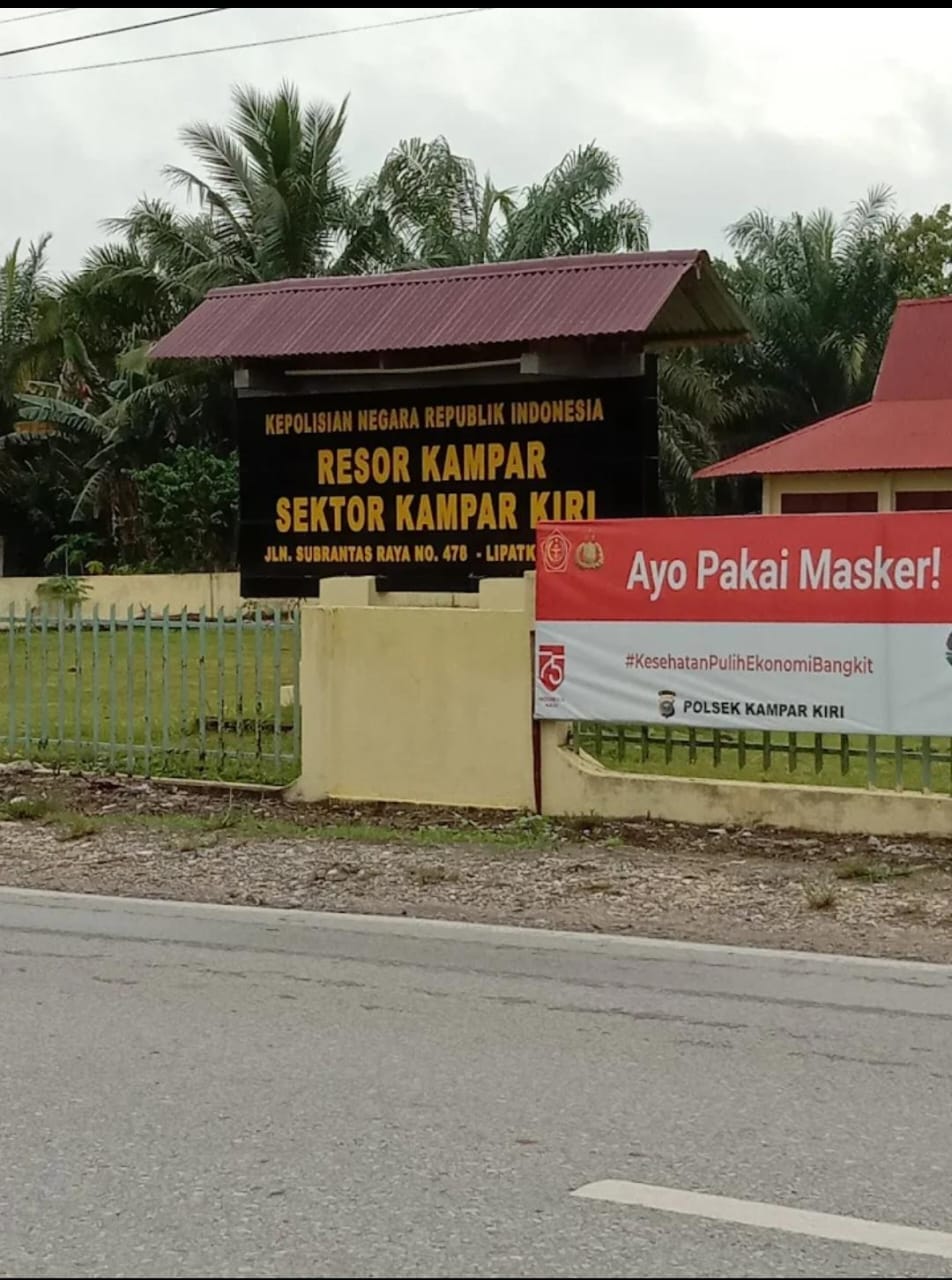 KEPOLISIAN NEGARA REPUBLIK INDONESIA
RESOR KAMPAR
SEKTOR KAMPAR KIRI
JLN. SUBRANTAS RAYA NO. 478 - LIPATK
Ayo Pakai Masker!
75
#KesehatanPulihEkonomiBangkit
POLSEK KAMPAR KIRI